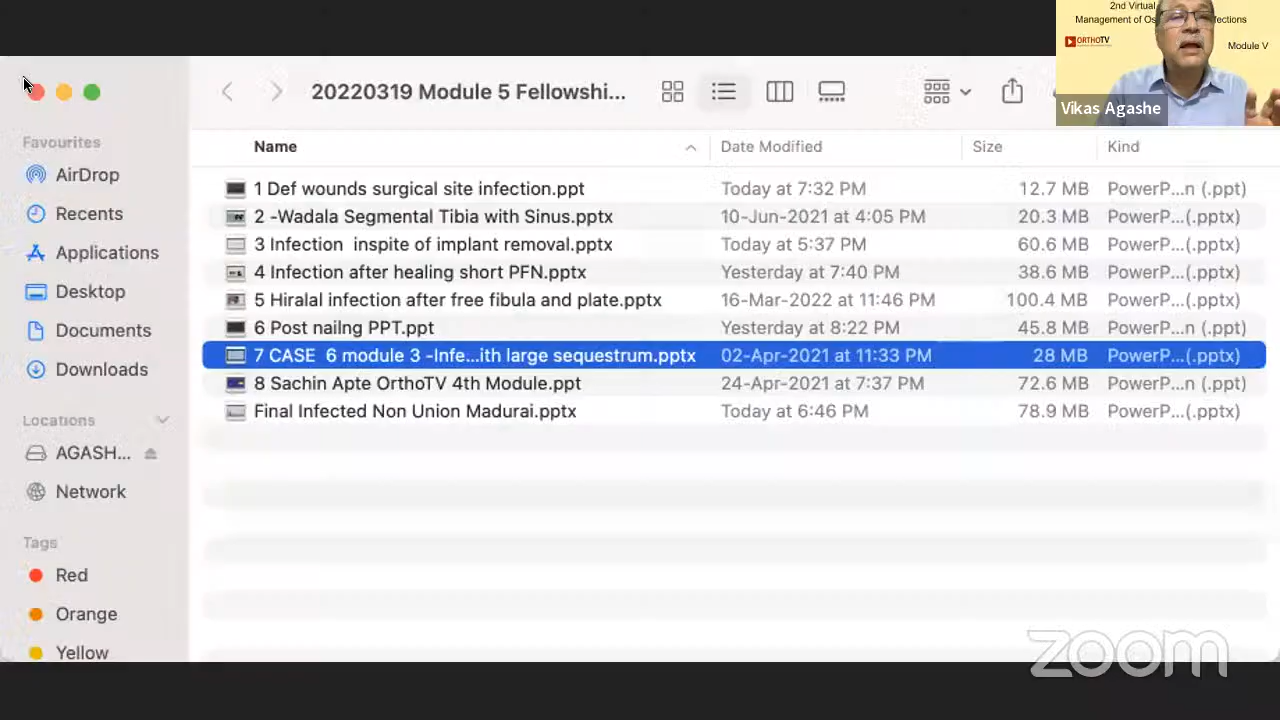 2nd Virtual
Management of Os fections
ORTHOTV
Module V
Vikas Agashe
20220319 Module 5 Fellowshi...
Favourites
AirDrop
Recents
Applications
Desktop
Documents
Downloads
Locations
AGASH...
Network
Tags
Red
Orange
Yellow
Name Date Modified Size Kind
1 Def wounds surgical site infection.ppt Today at 7:32 PM 12.7 MB PowerP...n (.ppt)
2 -Wadala Segmental Tibia with Sinus.pptx 10-Jun-2021 at 4:05 PM 20.3 MB PowerP...(.pptx)
3 Infection inspite of implant removal.pptx Today at 5:37 PM 60.6 MB PowerP...(.pptx)
4 Infection after healing short PFN.pptx Yesterday at 7:40 PM 38.6 MB PowerP...(.pptx)
5 Hiralal infection after free fibula and plate.pptx 16-Mar-2022 at 11:46 PM 100.4 MB PowerP...(.pptx)
6 Post nailng PPT.ppt Yesterday at 8:22 PM 45.8 MB PowerP...n (.ppt)
7 CASE 6 module 3 -Infe...ith large sequestrum.pptx 02-Apr-2021 at 11:33 PM 28 MB PowerP...(.pptx)
8 Sachin Apte OrthoTV 4th Module.ppt 24-Apr-2021 at 7:37 PM 72.6 MB PowerP...n (.ppt)
Final Infected Non Union Madurai.pptx Today at 6:46 PM 78.9 MB PowerP...(.pptx)
zoom